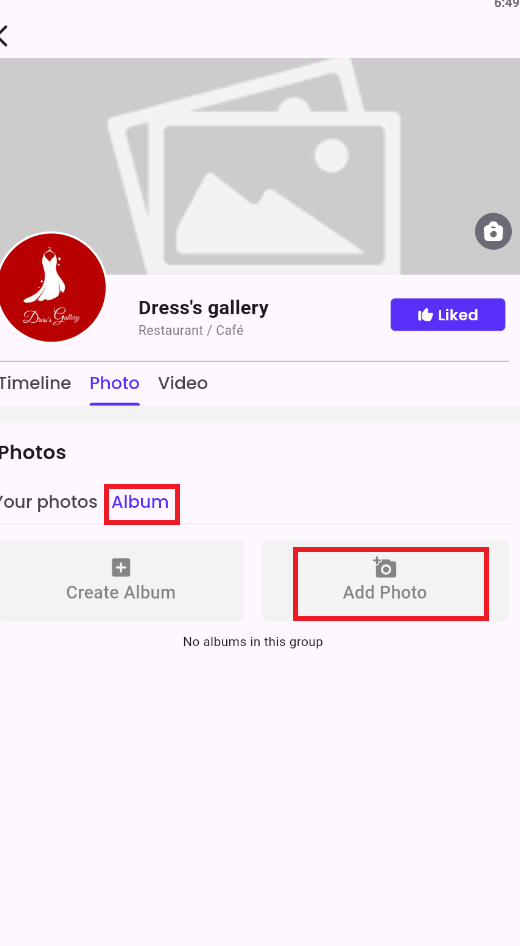 6:49
Dress's Gallery
Dress's gallery
Restaurant / Café
Liked
Timeline
Photo
Video
Photos
Your photos
Album
Create Album
Add Photo
No albums in this group